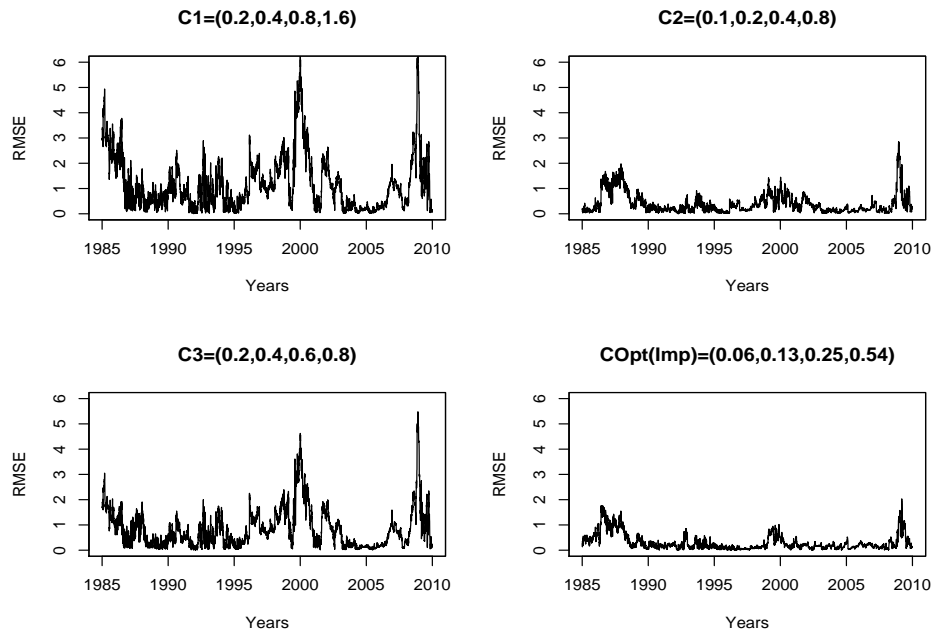 C1=(0.2,0.4,0.8,1.6)
RMSE
6
5
4
3
2
1
0
1985 1990 1995 2000 2005 2010
Years
C2=(0.1,0.2,0.4,0.8)
RMSE
6
5
4
3
2
1
0
1985 1990 1995 2000 2005 2010
Years
C3=(0.2,0.4,0.6,0.8)
RMSE
6
5
4
3
2
1
0
1985 1990 1995 2000 2005 2010
Years
COpt(Imp)=(0.06,0.13,0.25,0.54)
RMSE
6
5
4
3
2
1
0
1985 1990 1995 2000 2005 2010
Years